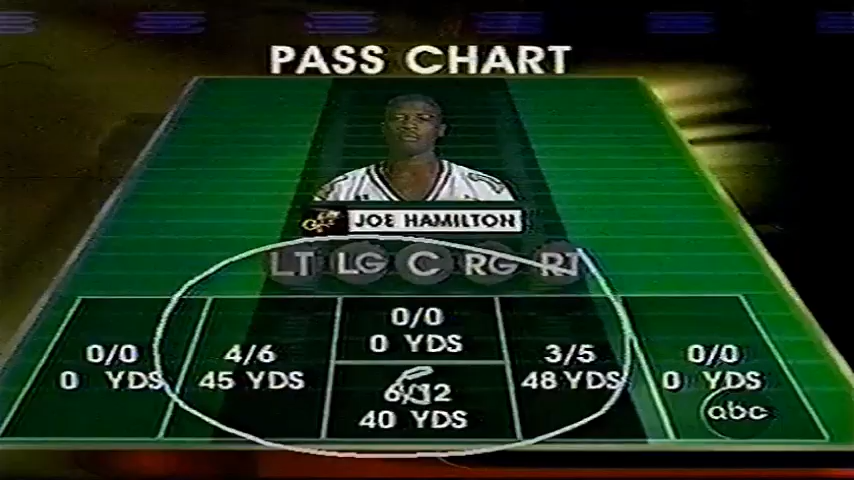 PASS CHART
JOE HAMILTON
LT LG C RG RT
0/0
0 YDS
4/6
45 YDS
0/0
0 YDS
6/12
40 YDS
3/5
48 YDS
0/0
0 YDS
abc